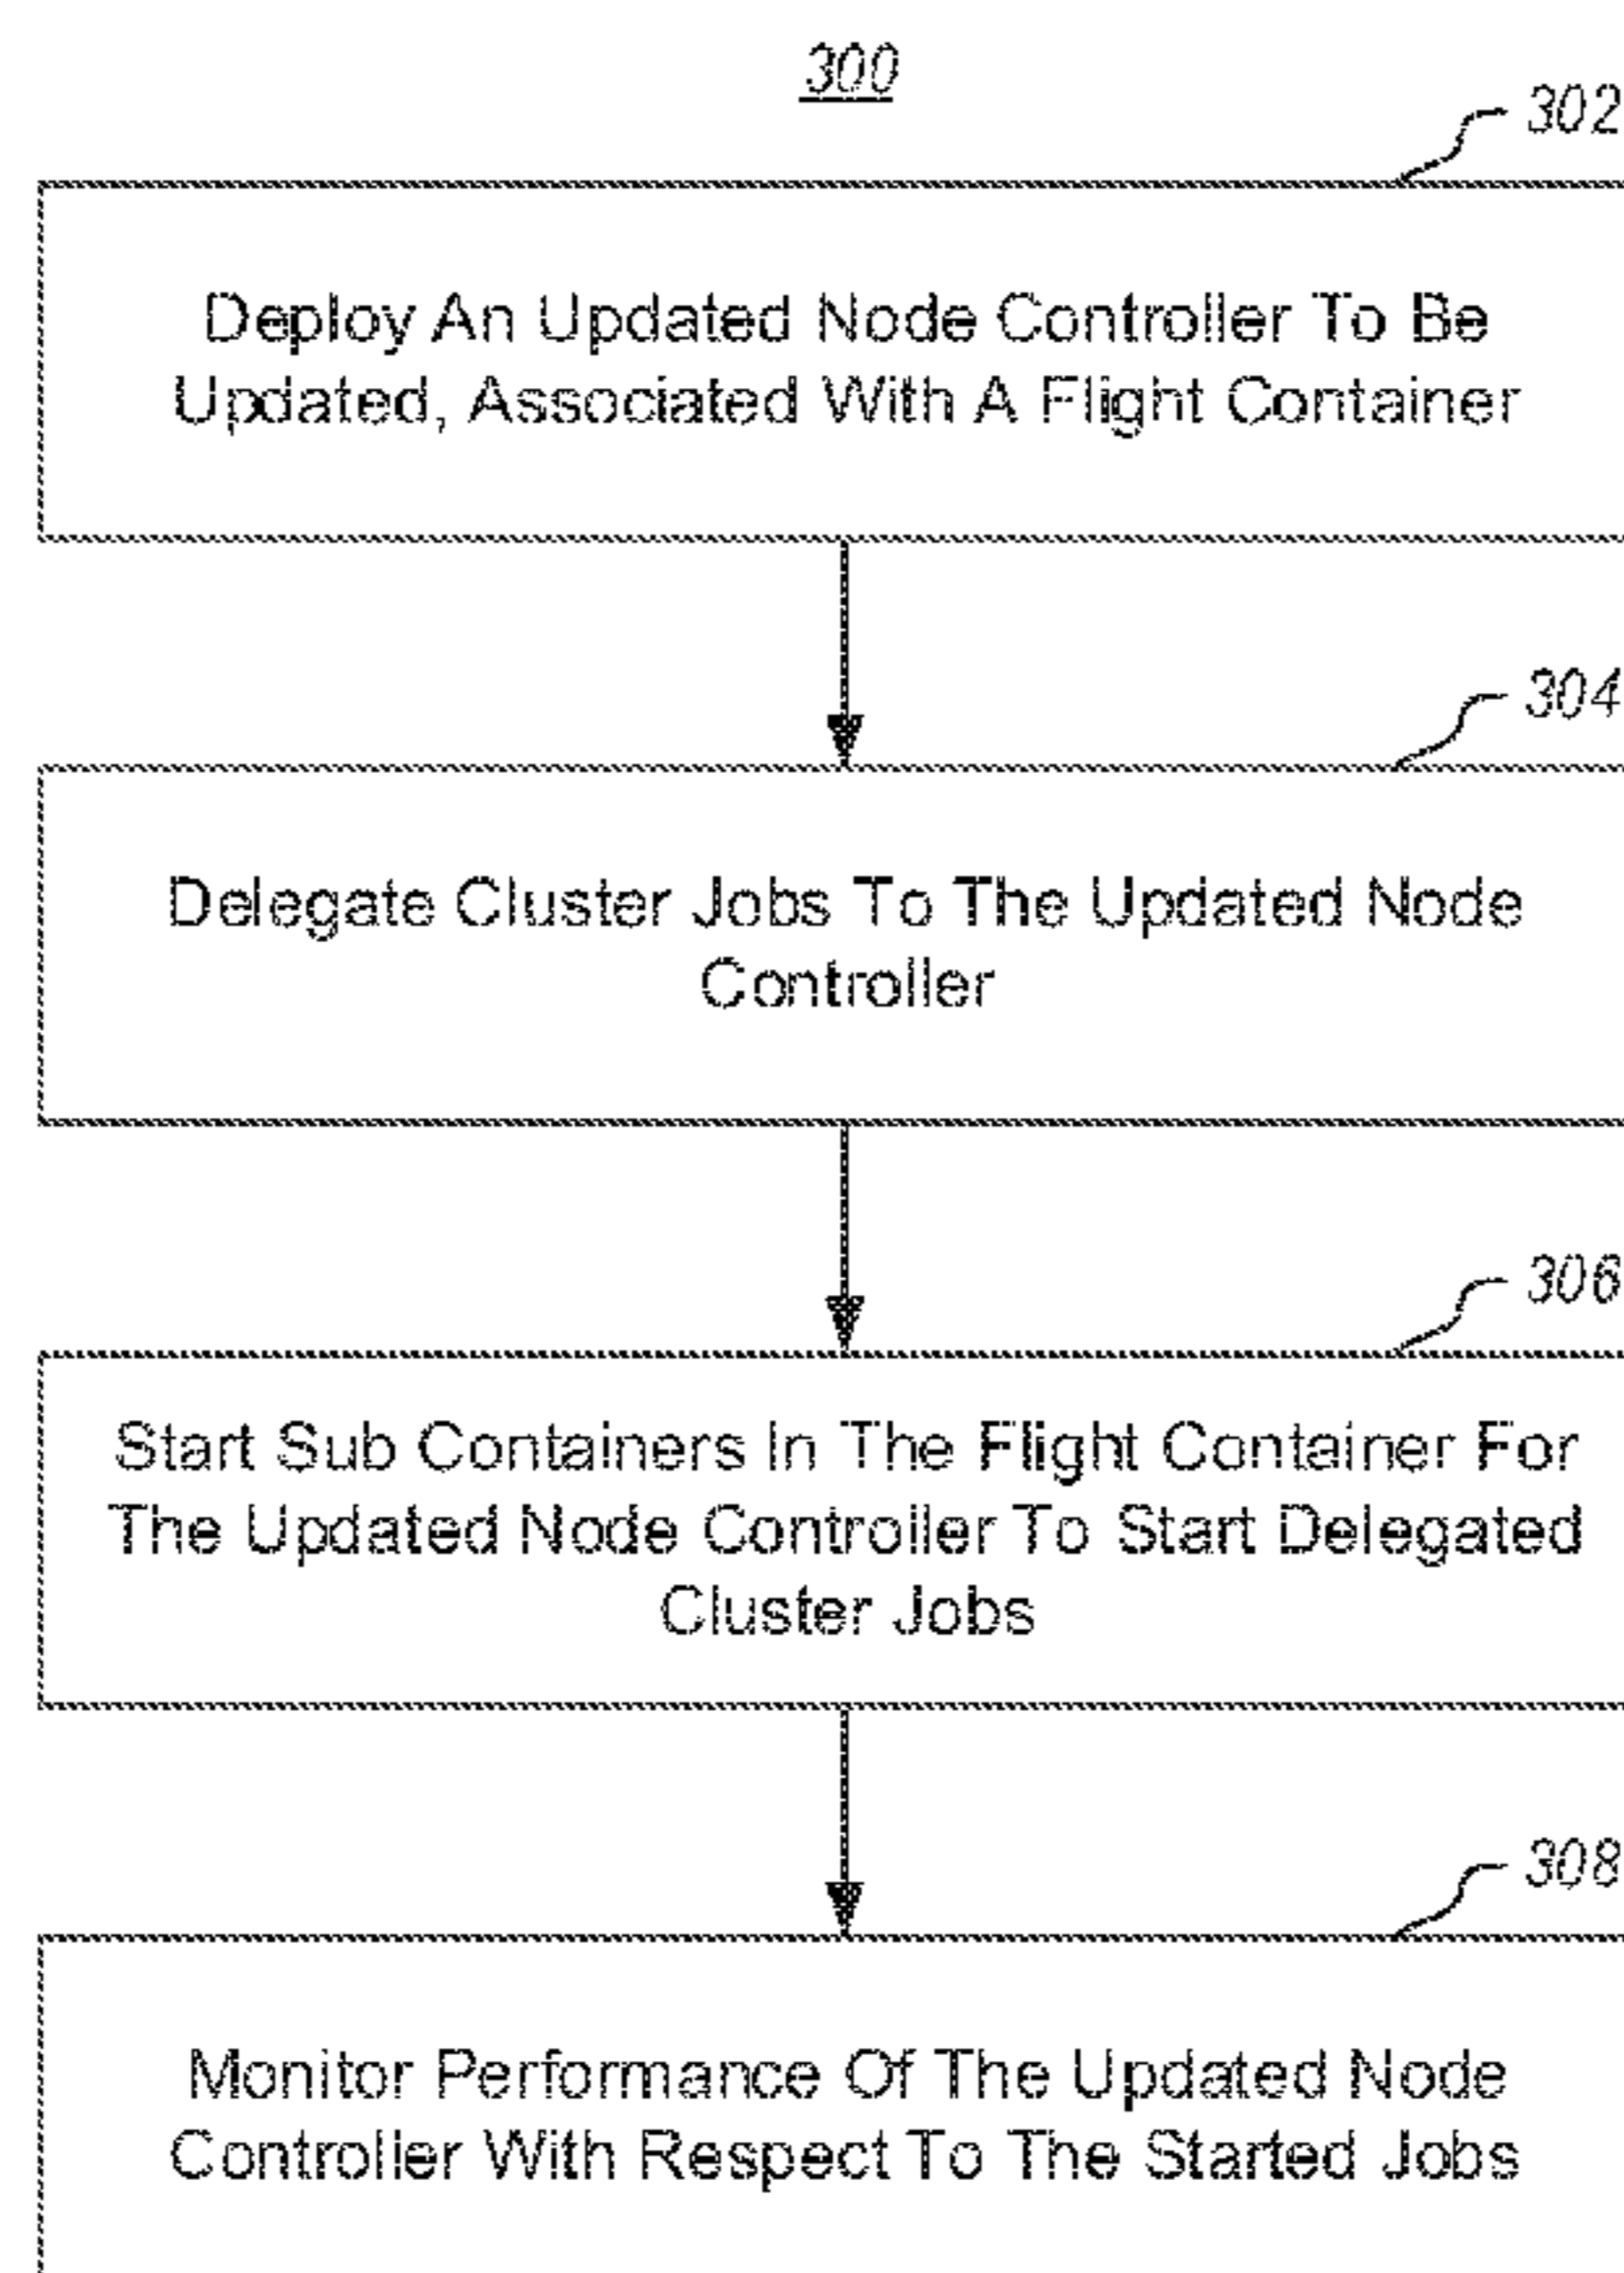 300
302
Deploy An Updated Node Controller To Be
Updated, Associated With A Flight Container
304
Delegate Cluster Jobs To The Updated Node
Controller
306
Start Sub Containers In The Flight Container For
The Updated Node Controller To Start Delegated
Cluster Jobs
308
Monitor Performance Of The Updated Node
Controller With Respect To The Started Jobs